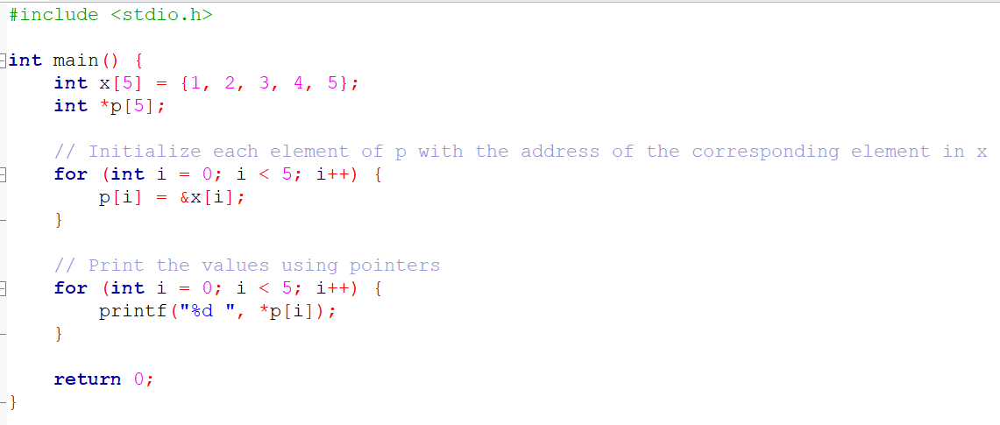 #include <stdio.h>
int main() {
int x[5] = {1, 2, 3, 4, 5};
int *p[5];
// Initialize each element of p with the address of the corresponding element in x
for (int i = 0; i < 5; i++) {
p[i] = &x[i];
}
// Print the values using pointers
for (int i = 0; i < 5; i++) {
printf("%d ", *p[i]);
}
return 0;
}